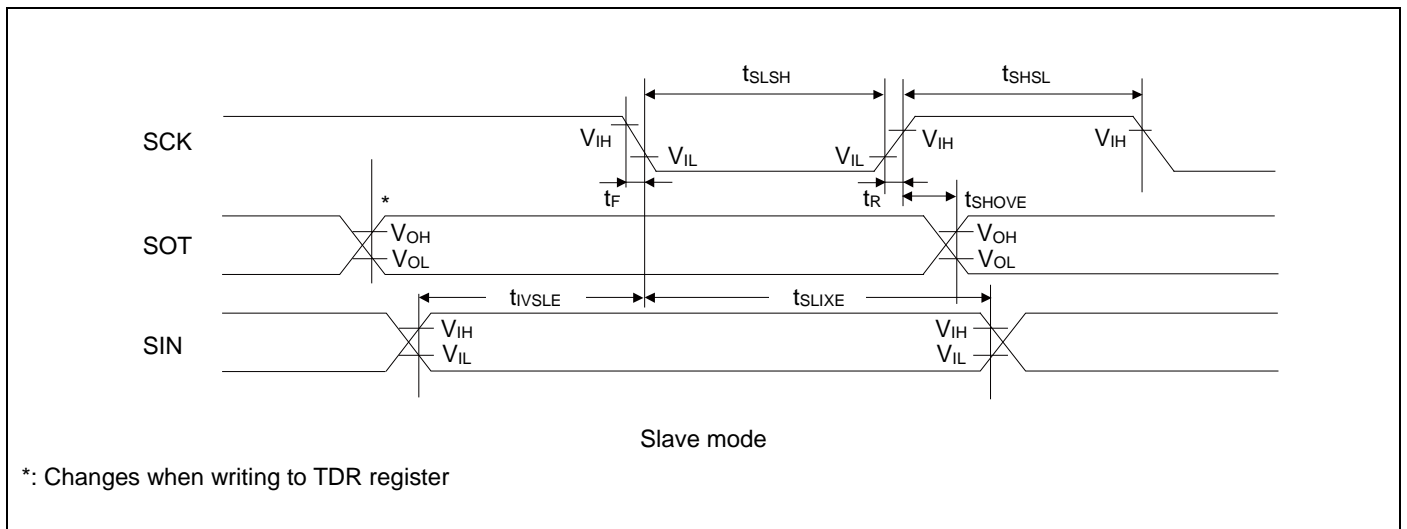 tSLSH
tSHSL
SCK
VIH
VIL
VIL
VIH
VIH
tF
tR
tSHOVE
*
SOT
VOH
VOL
VOH
VOL
tIVSLE
tSLIXE
SIN
VIH
VIL
VIH
VIL
Slave mode
*: Changes when writing to TDR register